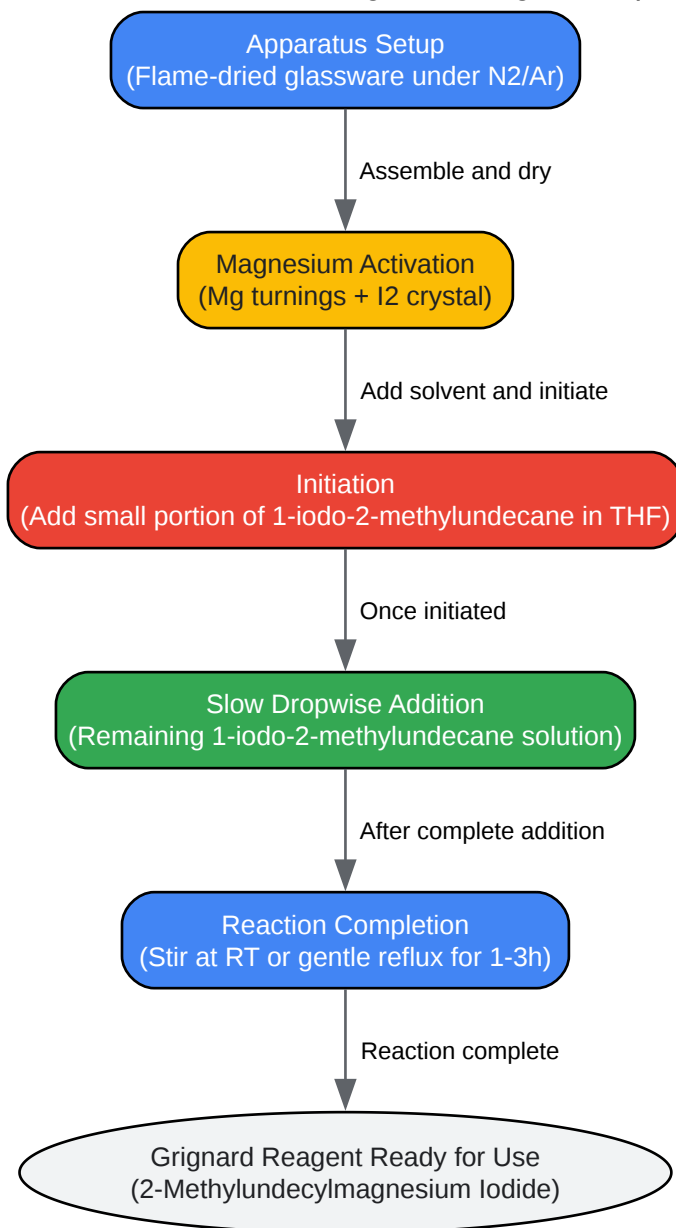 Apparatus Setup
(Flame-dried glassware under N2/Ar)
Assemble and dry
Magnesium Activation
(Mg turnings + I2 crystal)
Add solvent and initiate
Initiation
(Add small portion of 1-iodo-2-methylundecane in THF)
Once initiated
Slow Dropwise Addition
(Remaining 1-iodo-2-methylundecane solution)
After complete addition
Reaction Completion
(Stir at RT or gentle reflux for 1-3h)
Reaction complete
Grignard Reagent Ready for Use
(2-Methylundecylmagnesium Iodide)